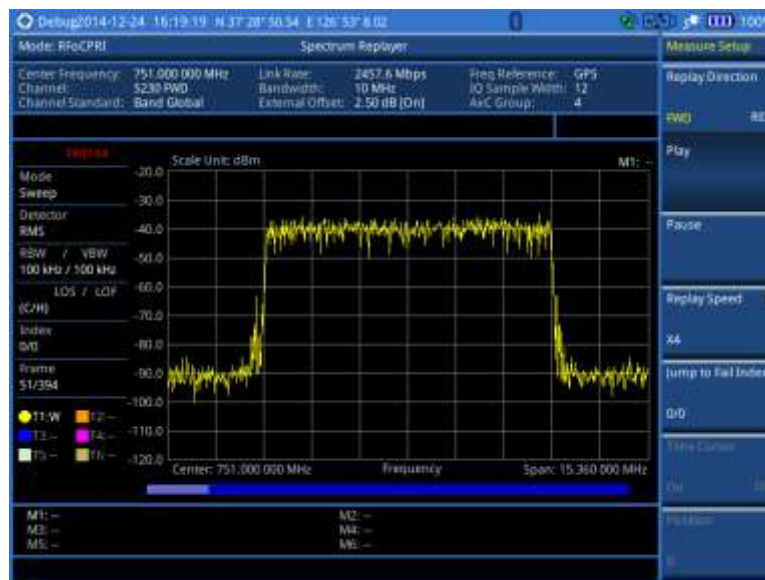 Debug2014-12-24 16:19:19 N 37° 28' 50.54 E 126° 53' 8.02
100%
Mode: RFoCPRI
Spectrum Replayer
Measure Setup
Center Frequency: 751.000 000 MHz
Link Rate: 2457.6 Mbps
Freq Reference: GPS
Channel: 5230 FWD
Bandwidth: 10 MHz
IQ Sample Width: 12
Channel Standard: Band Global
External Offset: 2.50 dB [On]
AxC Group: 4
Replay Direction
FWD RE
Play
Pause
Replay Speed
X4
Jump to Fail Index
0/0
On
Position
Scale Unit: dBm
M1: --
Mode
Sweep
Detector
RMS
RBW / VBW
100 kHz / 100 kHz
LOS / LOF
(C/H)
Index
0/0
Frame
51/394
T1:W T2:--
T3:-- T4:--
T5:-- T6:--
-20.0
-30.0
-40.0
-50.0
-60.0
-70.0
-80.0
-90.0
-100.0
-110.0
-120.0
Center: 751.000 000 MHz
Frequency
Span: 15.360 000 MHz
M1: --
M2: --
M3: --
M4: --
M5: --
M6: --